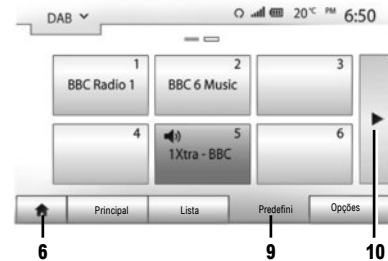 DAB 20°C PM 6:50
1 2 3
BBC Radio 1 BBC 6 Music
4 5 6
1Xtra - BBC
Principal Lista Predefini Opções
6 9 10